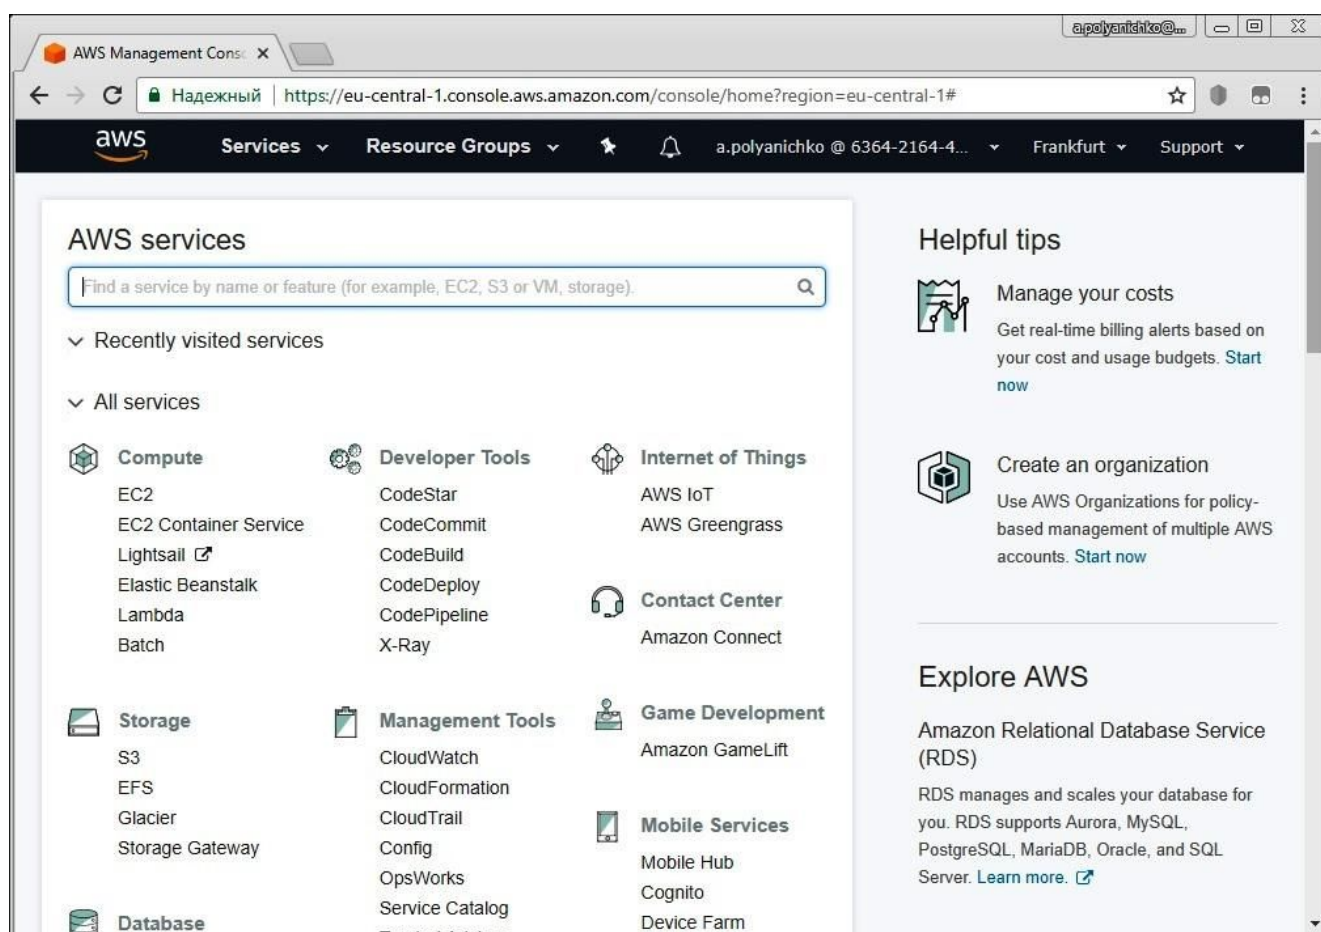 a.polyanichko@...
AWS Management Conso
Надежный
https://eu-central-1.console.aws.amazon.com/console/home?region=eu-central-1#
aws
Services
Resource Groups
a.polyanichko @ 6364-2164-4...
Frankfurt
Support
AWS services
Find a service by name or feature (for example, EC2, S3 or VM, storage).
Recently visited services
All services
Compute
EC2
EC2 Container Service
Lightsail
Elastic Beanstalk
Lambda
Batch
Storage
S3
EFS
Glacier
Storage Gateway
Database
Developer Tools
CodeStar
CodeCommit
CodeBuild
CodeDeploy
CodePipeline
X-Ray
Management Tools
CloudWatch
CloudFormation
CloudTrail
Config
OpsWorks
Service Catalog
Internet of Things
AWS IoT
AWS Greengrass
Contact Center
Amazon Connect
Game Development
Amazon GameLift
Mobile Services
Mobile Hub
Cognito
Device Farm
Helpful tips
Manage your costs
Get real-time billing alerts based on
your cost and usage budgets. Start
now
Create an organization
Use AWS Organizations for policy-
based management of multiple AWS
accounts. Start now
Explore AWS
Amazon Relational Database Service
(RDS)
RDS manages and scales your database for
you. RDS supports Aurora, MySQL,
PostgreSQL, MariaDB, Oracle, and SQL
Server. Learn more.